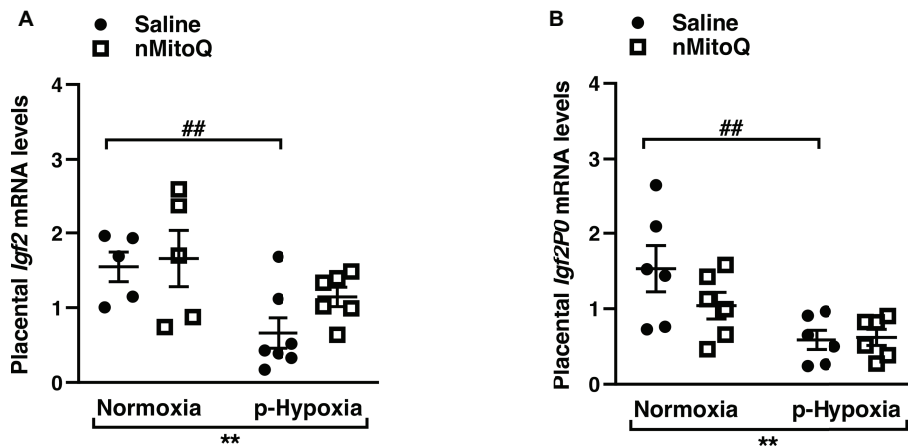 A
Saline
nMitoQ
Placental Igf2 mRNA levels
4
3
2
1
0
##
Normoxia
p-Hypoxia
**
B
Saline
nMitoQ
Placental Igf2P0 mRNA levels
4
3
2
1
0
##
Normoxia
p-Hypoxia
**